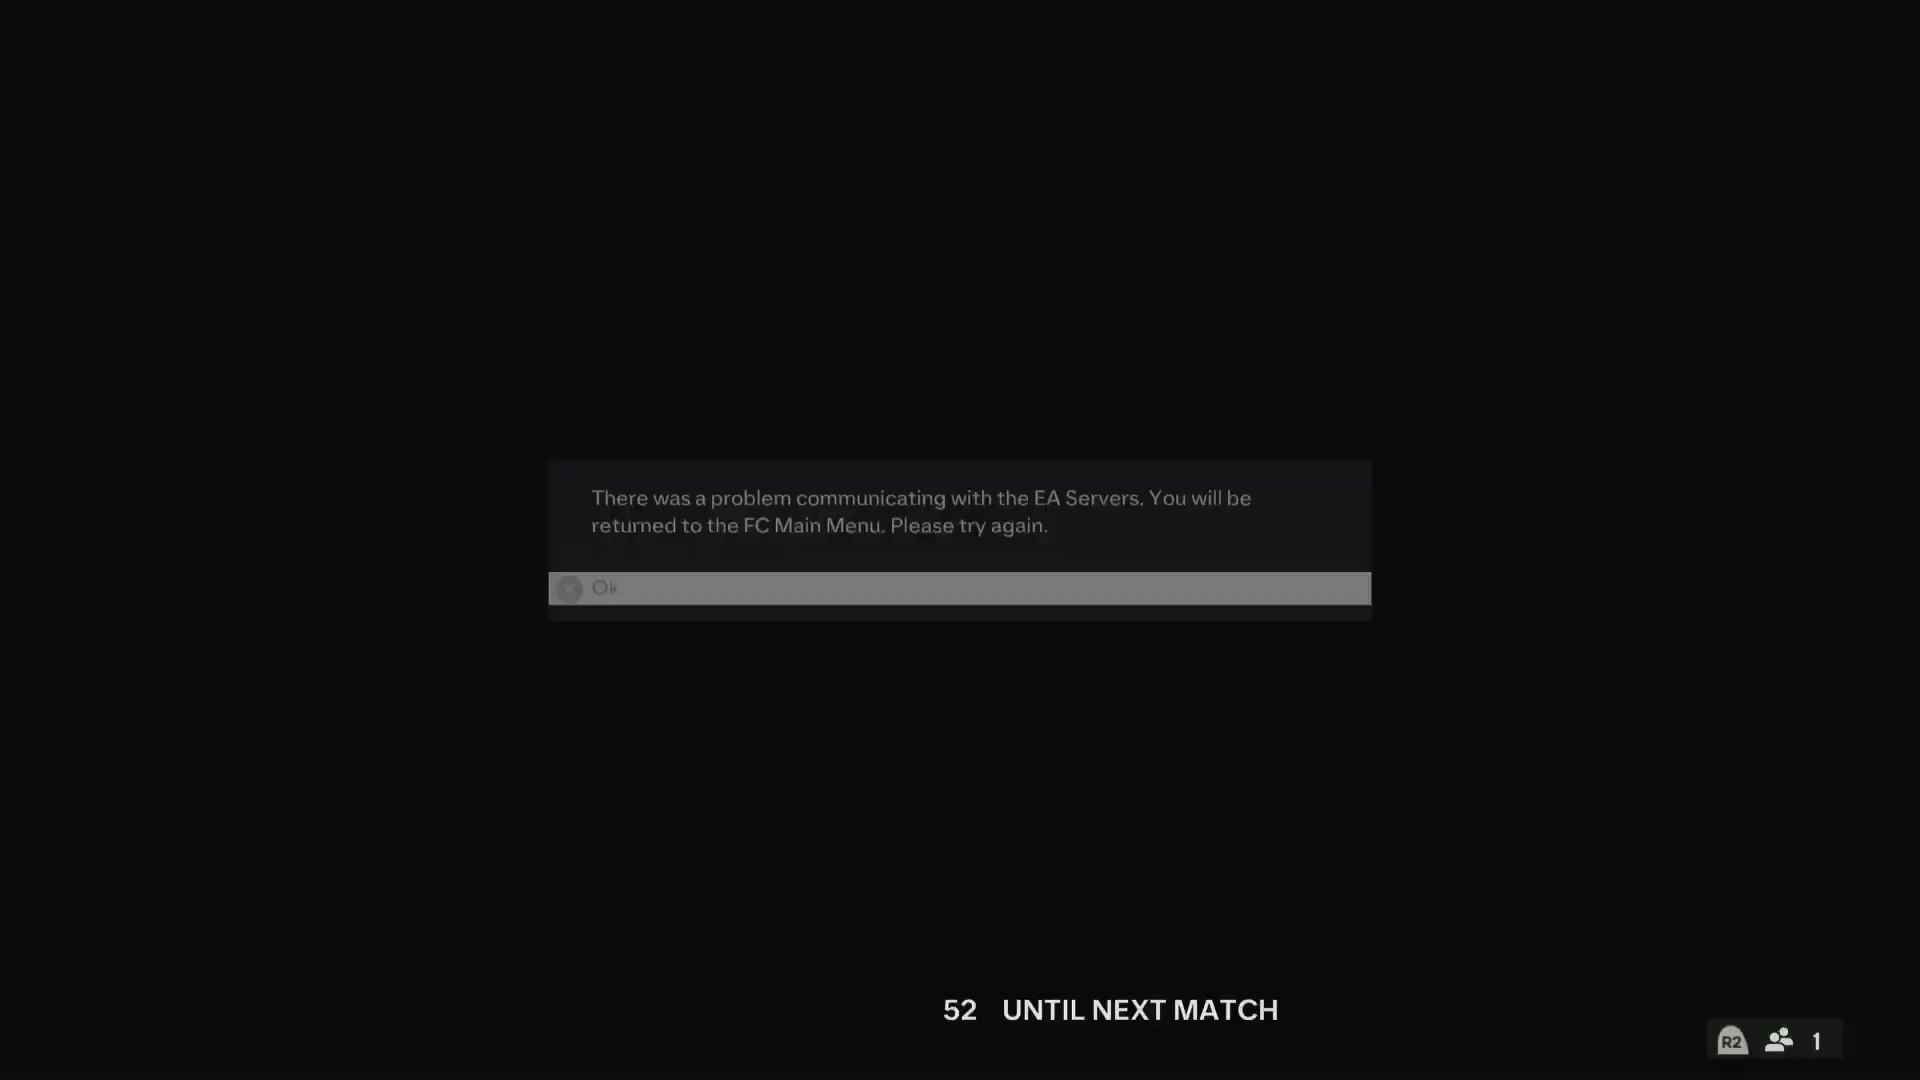 There was a problem communicating with the EA Servers. You will be
returned to the FC Main Menu. Please try again.
Ok
52 UNTIL NEXT MATCH
R2 1